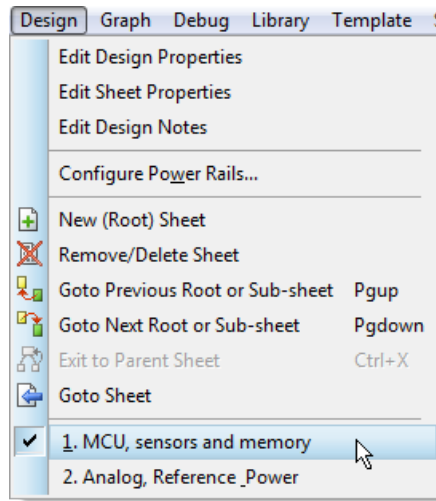 Design Graph Debug Library Template
Edit Design Properties
Edit Sheet Properties
Edit Design Notes
Configure Power Rails...
New (Root) Sheet
Remove/Delete Sheet
Goto Previous Root or Sub-sheet Pgup
Goto Next Root or Sub-sheet Pgdown
Exit to Parent Sheet Ctrl+X
Goto Sheet
1. MCU, sensors and memory
2. Analog, Reference _Power